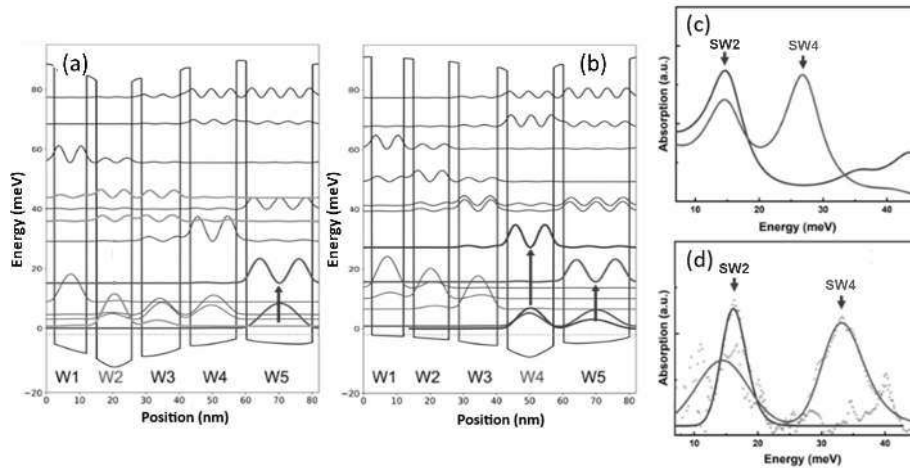 (a)
Energy (meV)
80
60
40
20
0
−20
W1 W2 W3 W4 W5
0 10 20 30 40 50 60 70 80
Position (nm)
(b)
Energy (meV)
80
60
40
20
0
−20
W1 W2 W3 W4 W5
0 10 20 30 40 50 60 70 80
Position (nm)
(c)
SW2 SW4
Absorption (a.u.)
10 20 30 40
Energy (meV)
(d)
SW2 SW4
Absorption (a.u.)
10 20 30 40
Energy (meV)